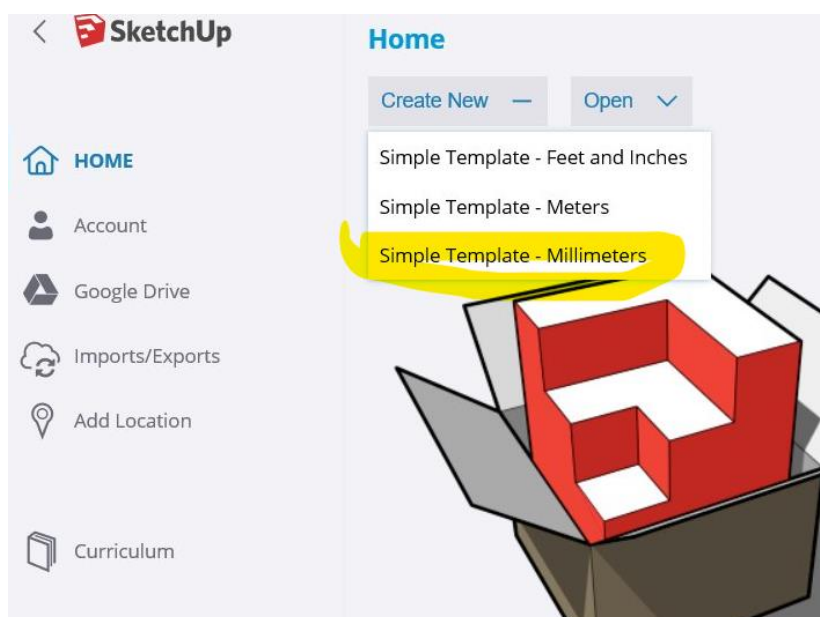 SketchUp
Home
Create New
Open
Simple Template - Feet and Inches
Simple Template - Meters
Simple Template - Millimeters
HOME
Account
Google Drive
Imports/Exports
Add Location
Curriculum